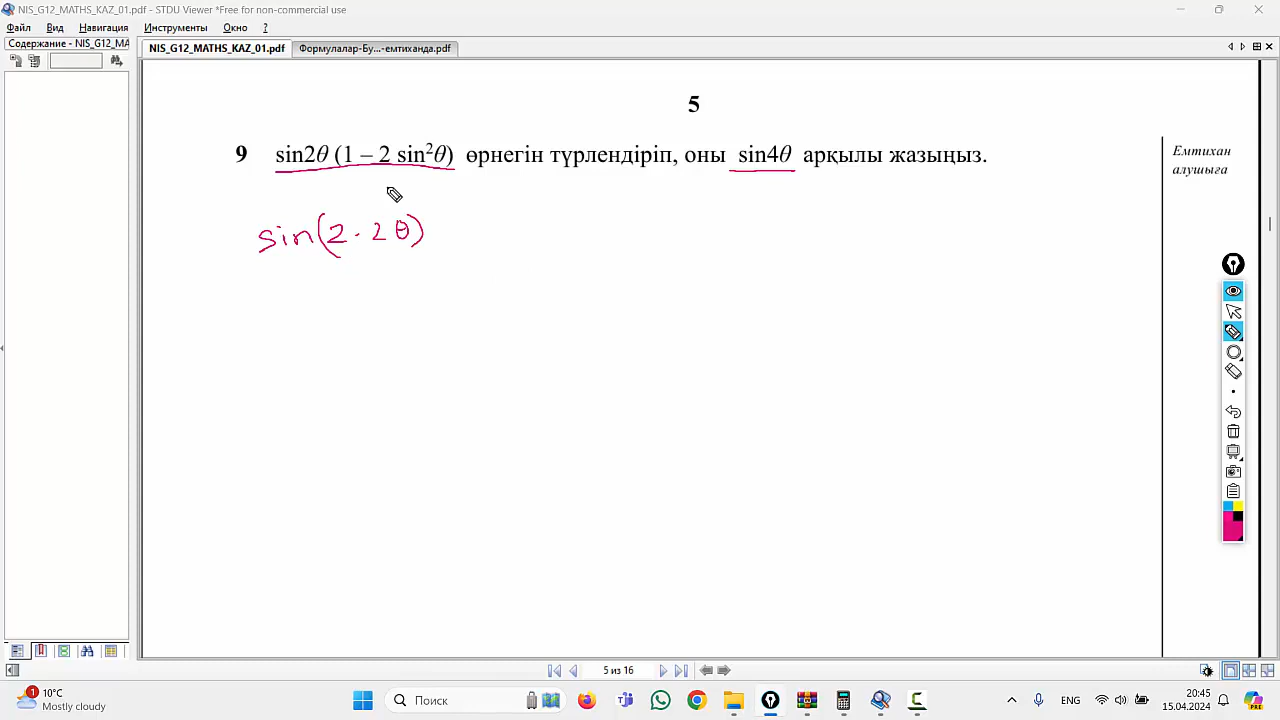 NIS_G12_MATHS_KAZ_01.pdf - STDU Viewer *Free for non-commercial use
Файл Вид Навигация Инструменты Окно ?
Содержание - NIS_G12_MA
NIS_G12_MATHS_KAZ_01.pdf Формулалар-Бу...-емтиханда.pdf
5
9 sin2θ (1 – 2 sin²θ) өрнегін түрлендіріп, оны sin4θ арқылы жазыңыз.
Емтихан
алушыға
sin(2·2θ)
5 из 16
1
10°C
Mostly cloudy
Поиск
ENG
20:45
15.04.2024
PRE